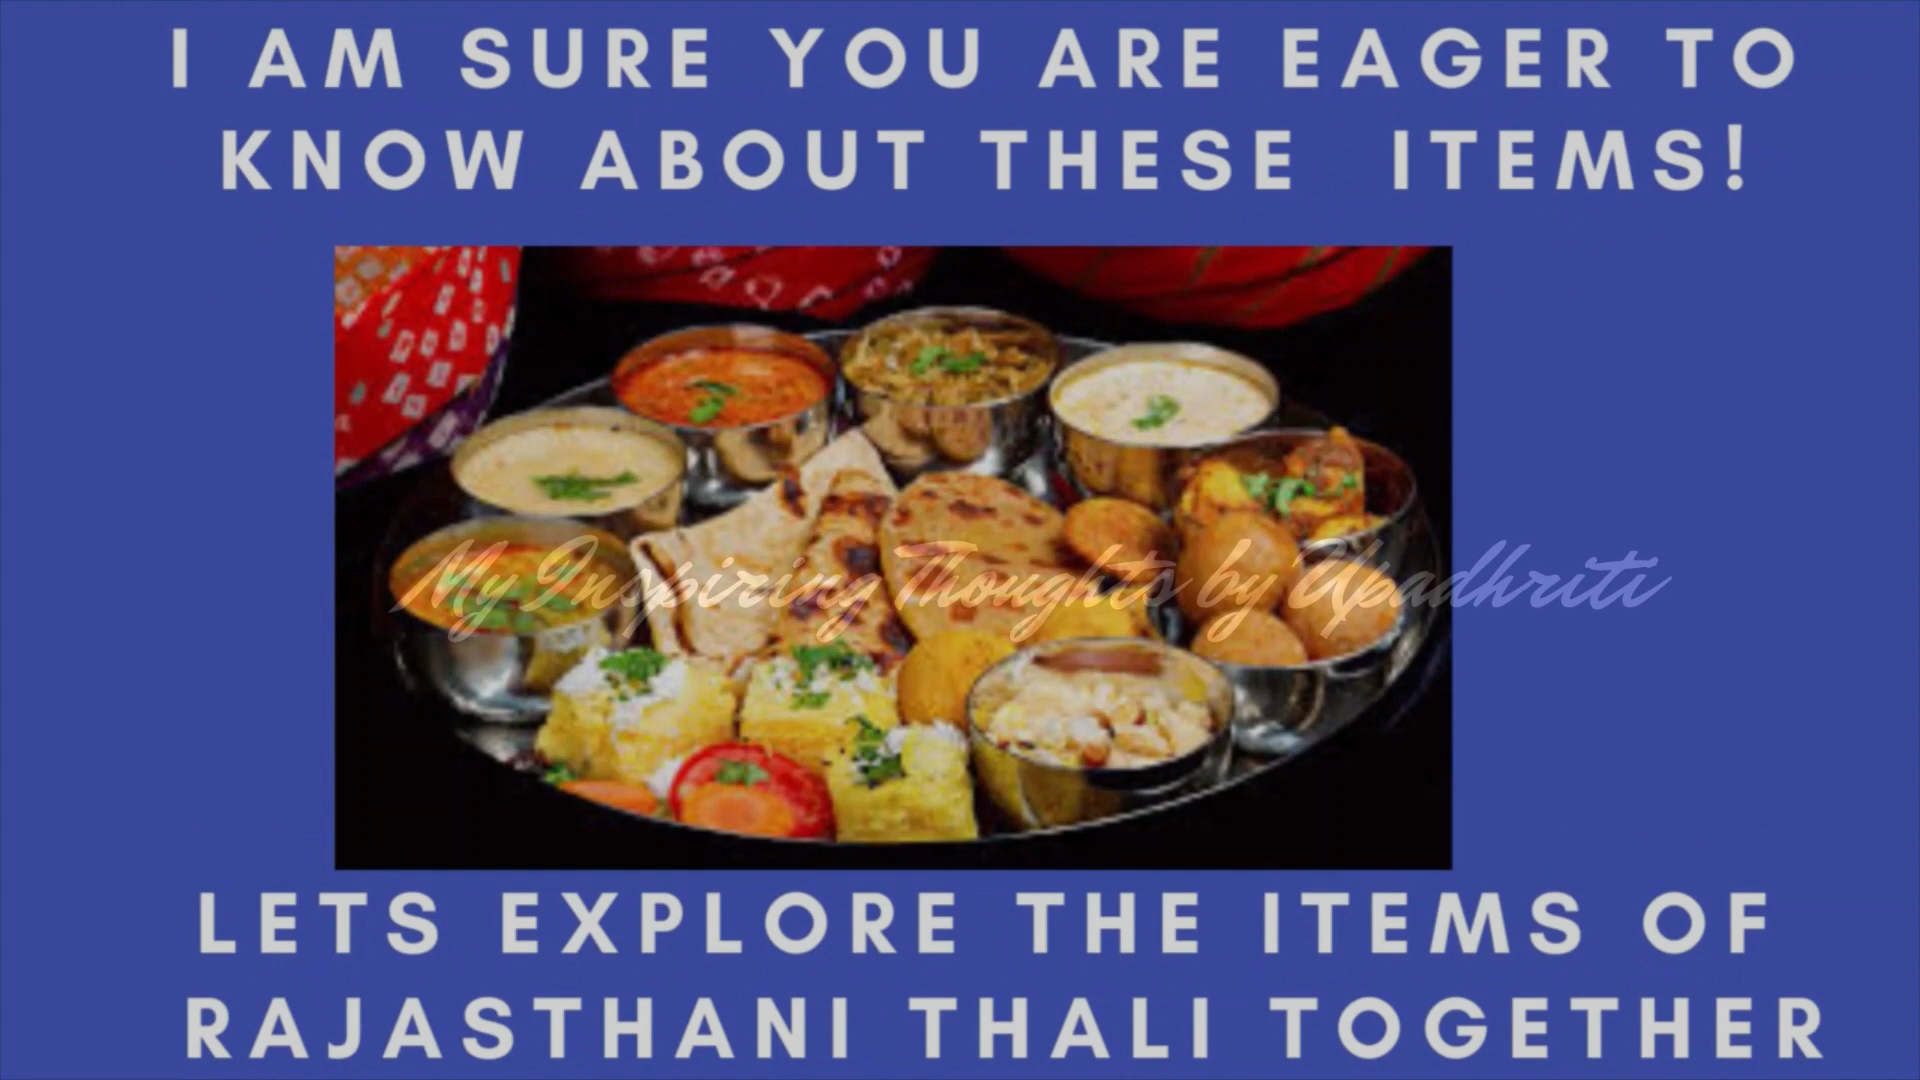 I AM SURE YOU ARE EAGER TO
KNOW ABOUT THESE ITEMS!
My Inspiring Thoughts by Upadhriti
LETS EXPLORE THE ITEMS OF
RAJASTHANI THALI TOGETHER